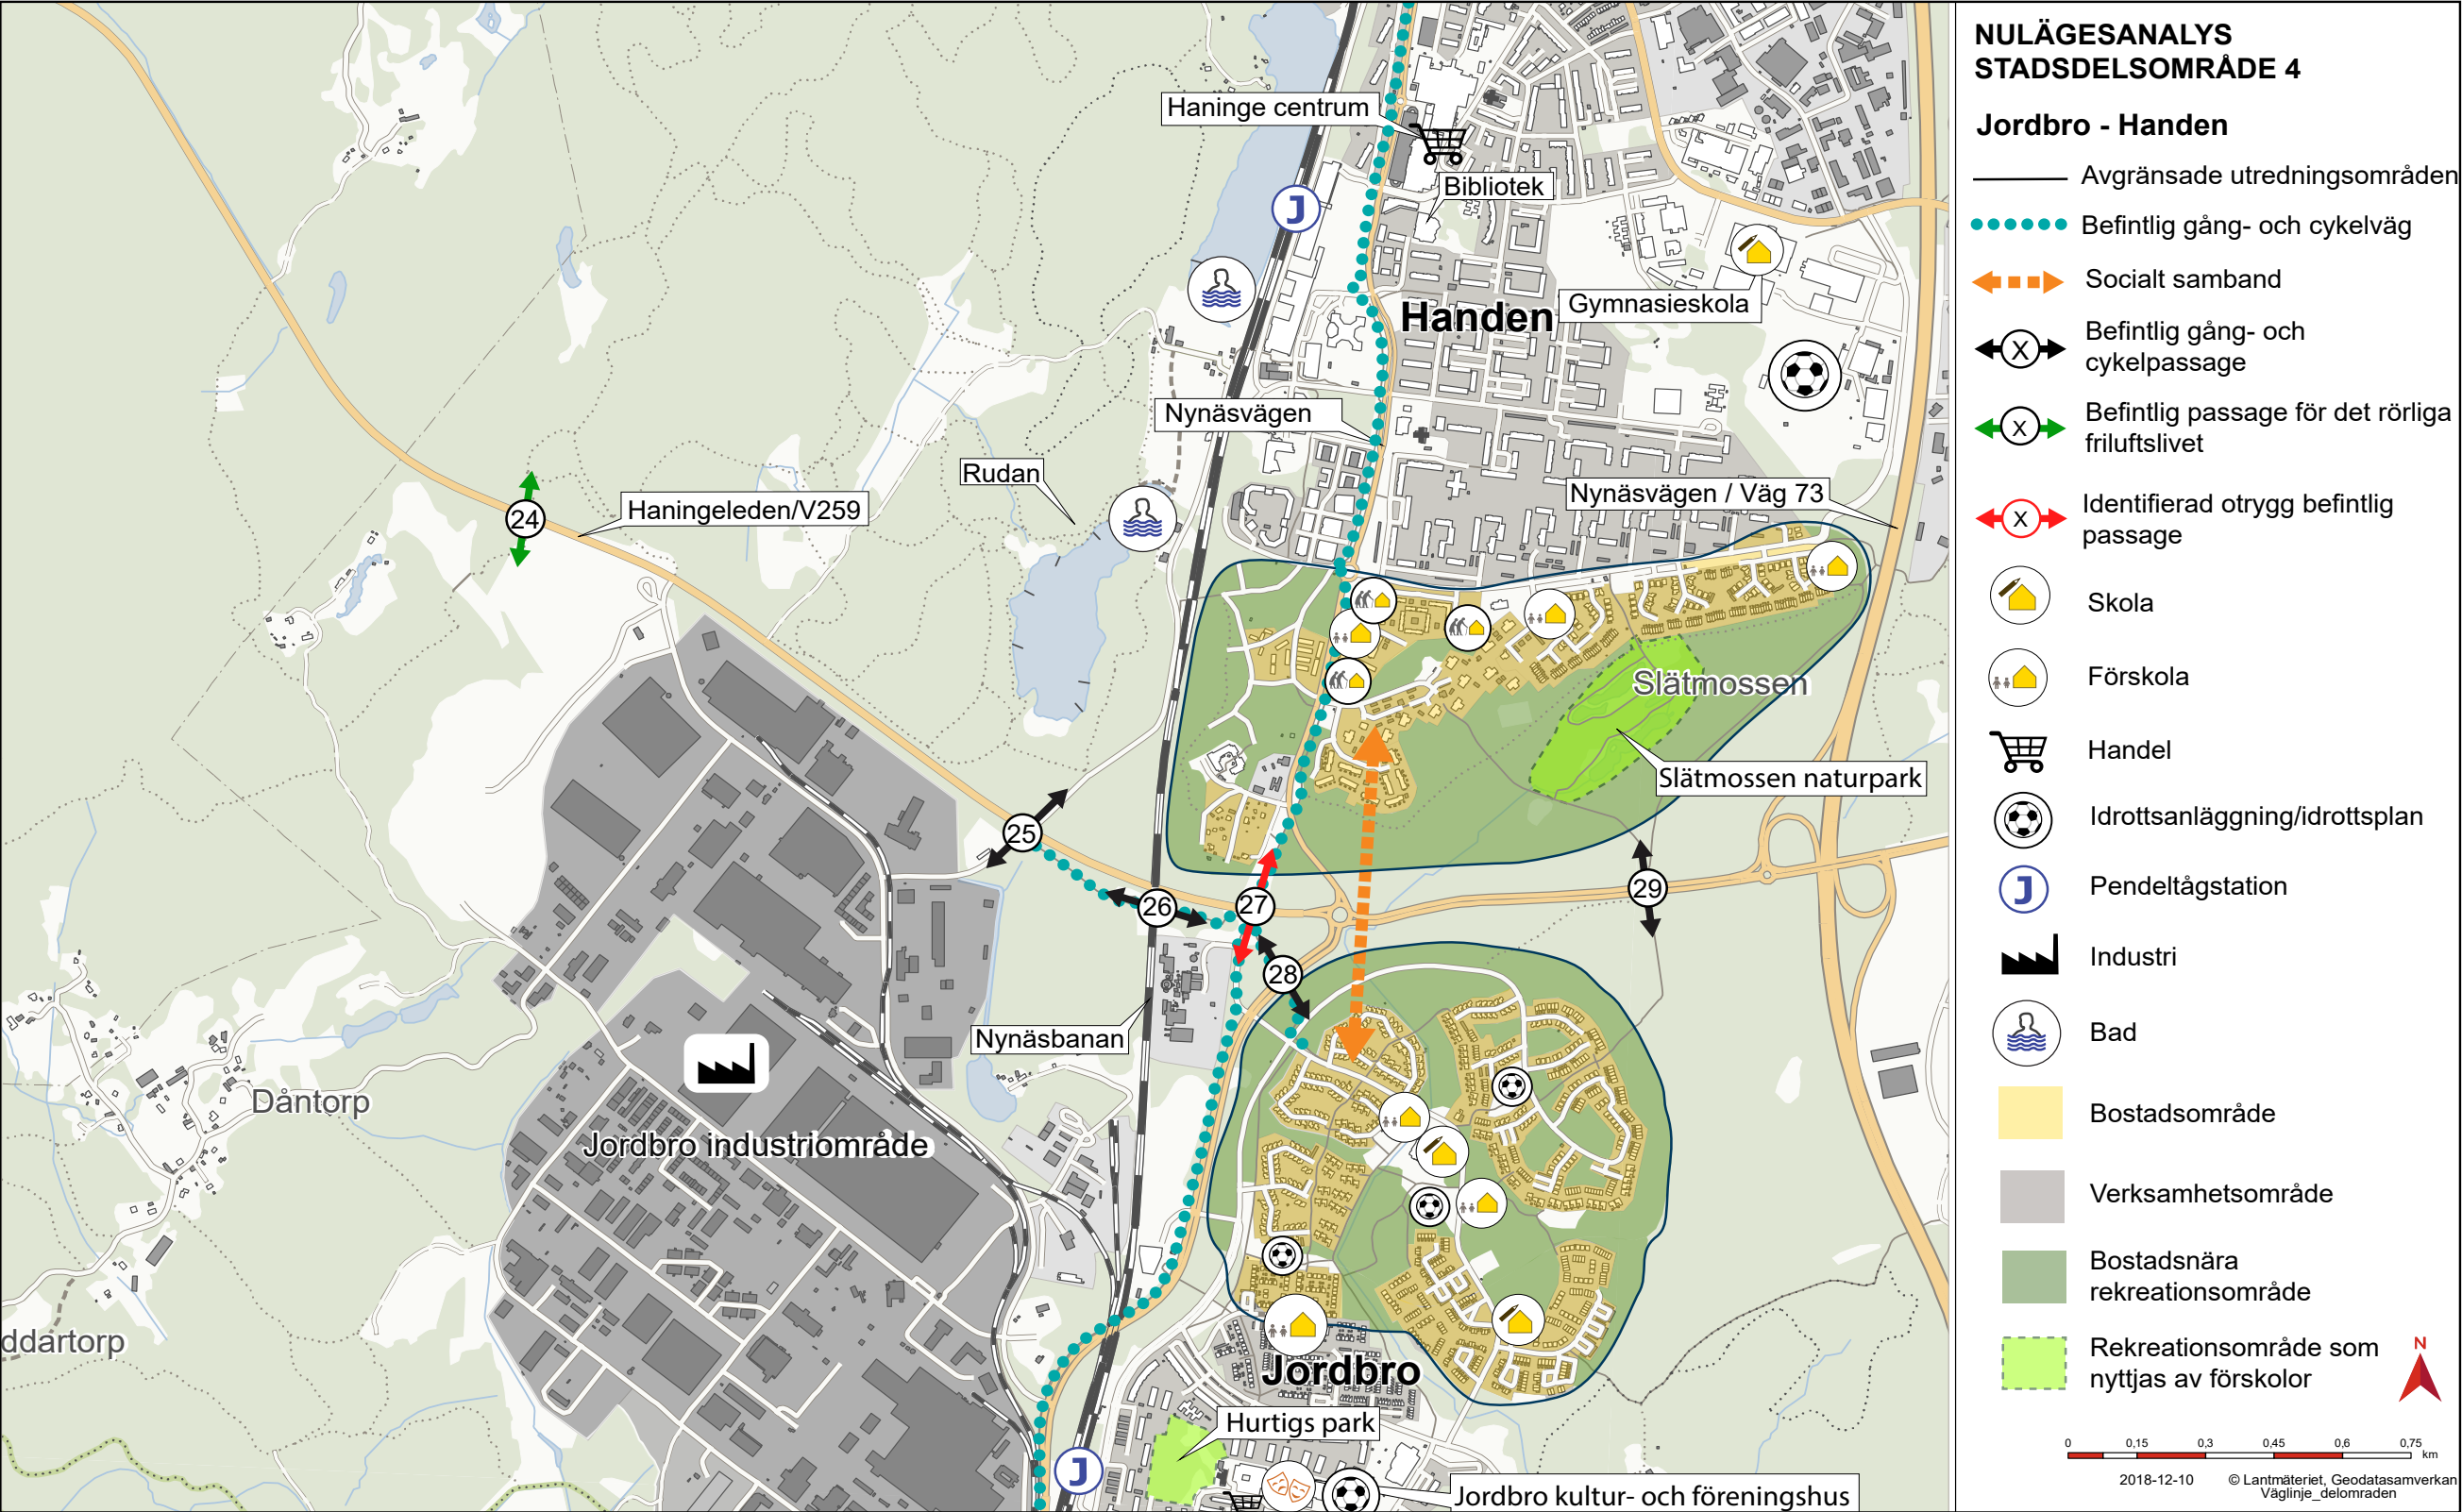 Haninge centrum
J
Bibliotek
Gymnasieskola
Handen
Nynäsvägen
Rudan
Nynäsvägen / Väg 73
Haningeleden/V259
24
Slätmossen
Slätmossen naturpark
25
26
27
28
29
Nynäsbanan
Dåntorp
Jordbro industriområde
ddartorp
Jordbro
Hurtigs park
J
Jordbro kultur- och föreningshus
NULÄGESANALYS
STADSDELSOMRÅDE 4
Jordbro - Handen
Avgränsade utredningsområden
Befintlig gång- och cykelväg
Socialt samband
X
Befintlig gång- och
cykelpassage
X
Befintlig passage för det rörliga
friluftslivet
X
Identifierad otrygg befintlig
passage
Skola
Förskola
Handel
Idrottsanläggning/idrottsplan
J
Pendeltågstation
Industri
Bad
Bostadsområde
Verksamhetsområde
Bostadsnära
rekreationsområde
Rekreationsområde som
nyttjas av förskolor
N
0 0,15 0,3 0,45 0,6 0,75
km
2018-12-10 © Lantmäteriet, Geodatasamverkan
Väglinje_delomraden